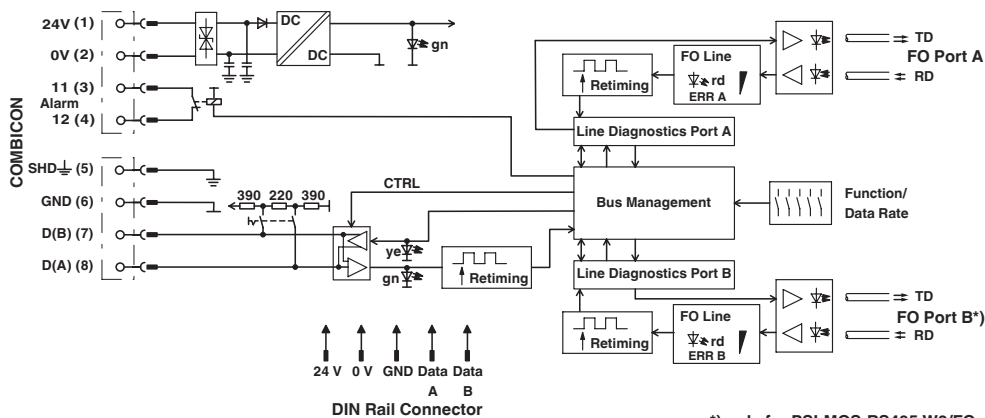 COMBICON
24V (1)
0V (2)
11 (3)
Alarm
12 (4)
SHD (5)
GND (6)
D(B) (7)
D(A) (8)
DC
DC
gn
390 220 390
CTRL
ye
gn
Retiming
Retiming
FO Line
rd
ERR A
TD
FO Port A
RD
Line Diagnostics Port A
Bus Management
Function/
Data Rate
Line Diagnostics Port B
Retiming
FO Line
rd
ERR B
TD
FO Port B*)
RD
24 V 0 V GND Data Data
A B
DIN Rail Connector